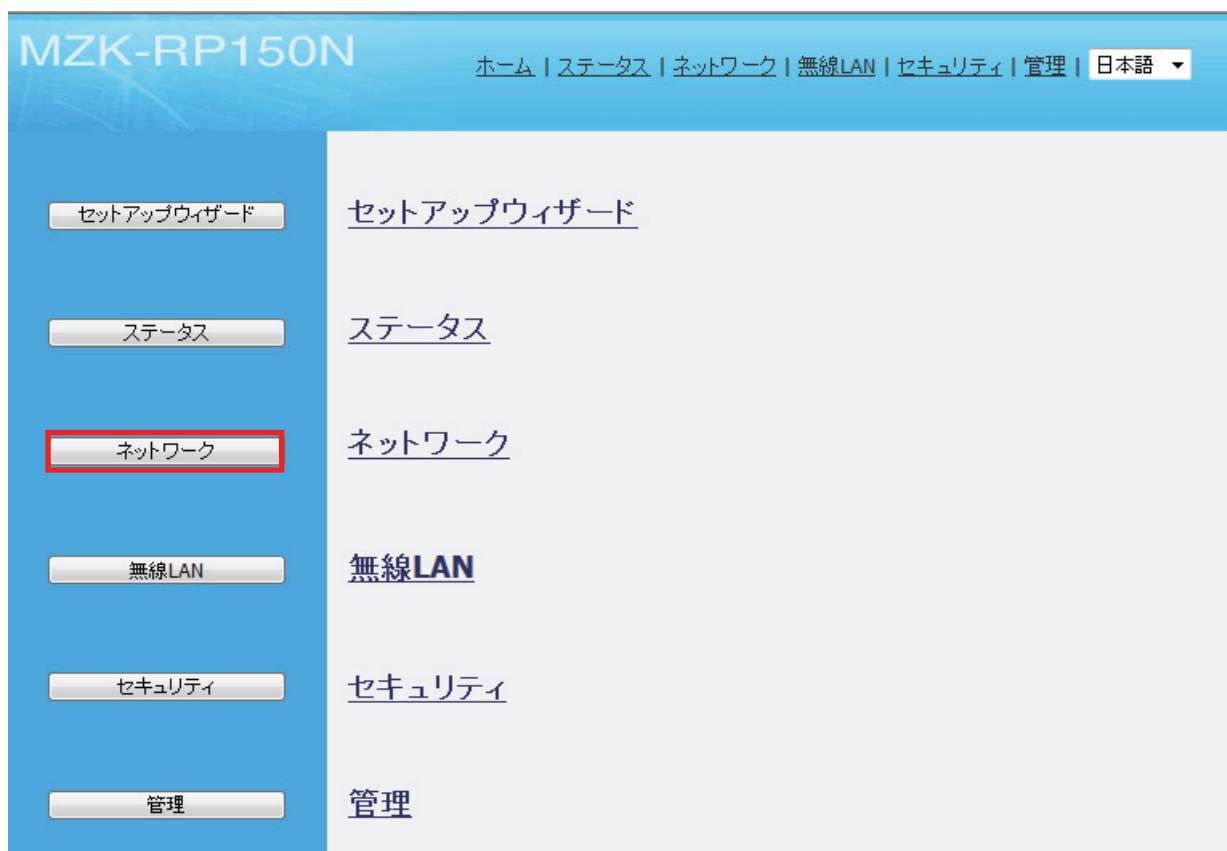 MZK-RP150N
ホーム | ステータス | ネットワーク | 無線LAN | セキュリティ | 管理 | 日本語
セットアップウィザード セットアップウィザード
ステータス ステータス
ネットワーク ネットワーク
無線LAN 無線LAN
セキュリティ セキュリティ
管理 管理